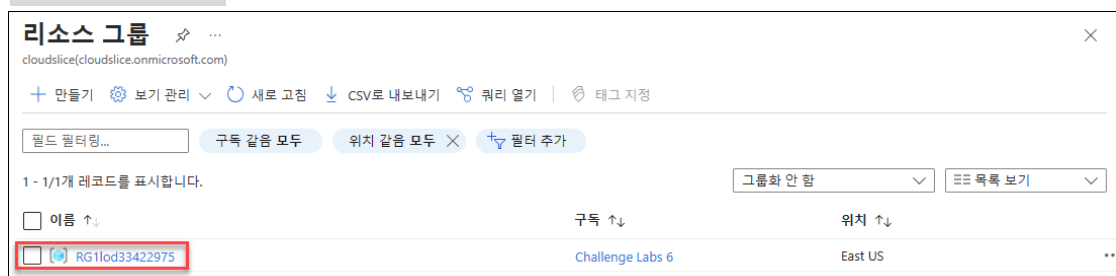 리소스 그룹 ...
cloudslice(cloudslice.onmicrosoft.com)
+ 만들기 보기 관리 새로 고침 CSV로 내보내기 쿼리 열기 태그 지정
필드 필터링... 구독 같음 모두 위치 같음 모두 × 필터 추가
1 - 1/1개 레코드를 표시합니다. 그룹화 안 함 목록 보기
이름 ↑↓ 구독 ↑↓ 위치 ↑↓
RG1lod33422975 Challenge Labs 6 East US